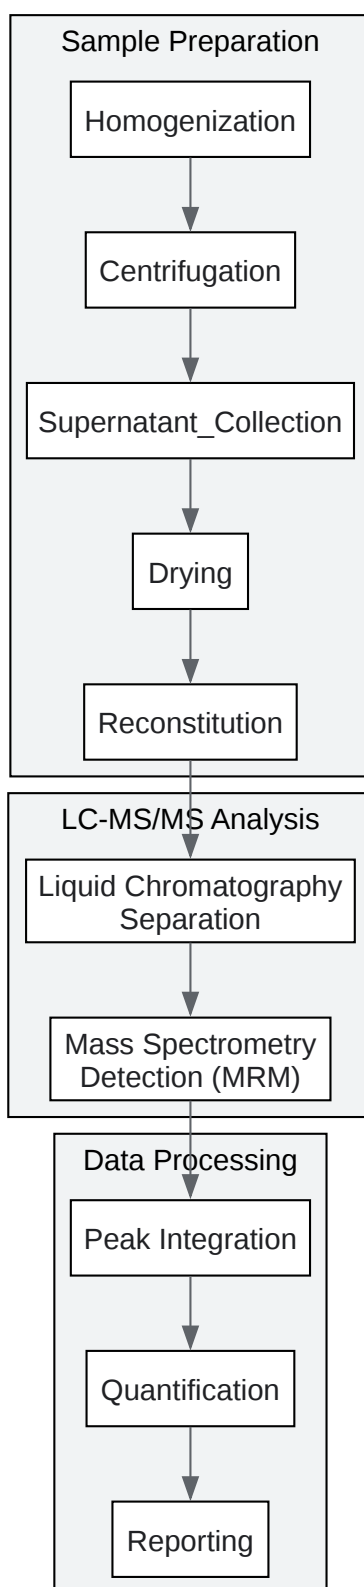 Sample Preparation
Homogenization
Centrifugation
Supernatant_Collection
Drying
Reconstitution
LC-MS/MS Analysis
Liquid Chromatography
Separation
Mass Spectrometry
Detection (MRM)
Data Processing
Peak Integration
Quantification
Reporting